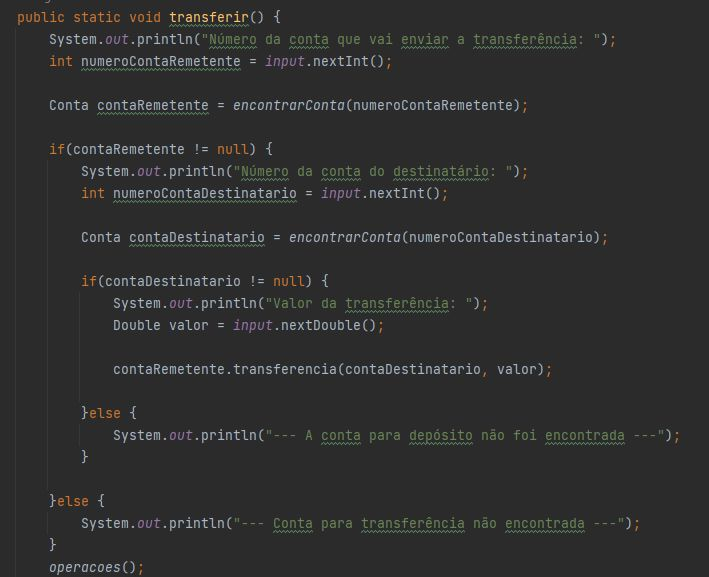 public static void transferir() {
System.out.println("Número da conta que vai enviar a transferência: ");
int numeroContaRemetente = input.nextInt();
Conta contaRemetente = encontrarConta(numeroContaRemetente);
if(contaRemetente != null) {
System.out.println("Número da conta do destinatário: ");
int numeroContaDestinatario = input.nextInt();
Conta contaDestinatario = encontrarConta(numeroContaDestinatario);
if(contaDestinatario != null) {
System.out.println("Valor da transferência: ");
Double valor = input.nextDouble();
contaRemetente.transferencia(contaDestinatario, valor);
}else {
System.out.println("--- A conta para depósito não foi encontrada ---");
}
}else {
System.out.println("--- Conta para transferência não encontrada ---");
}
operacoes();